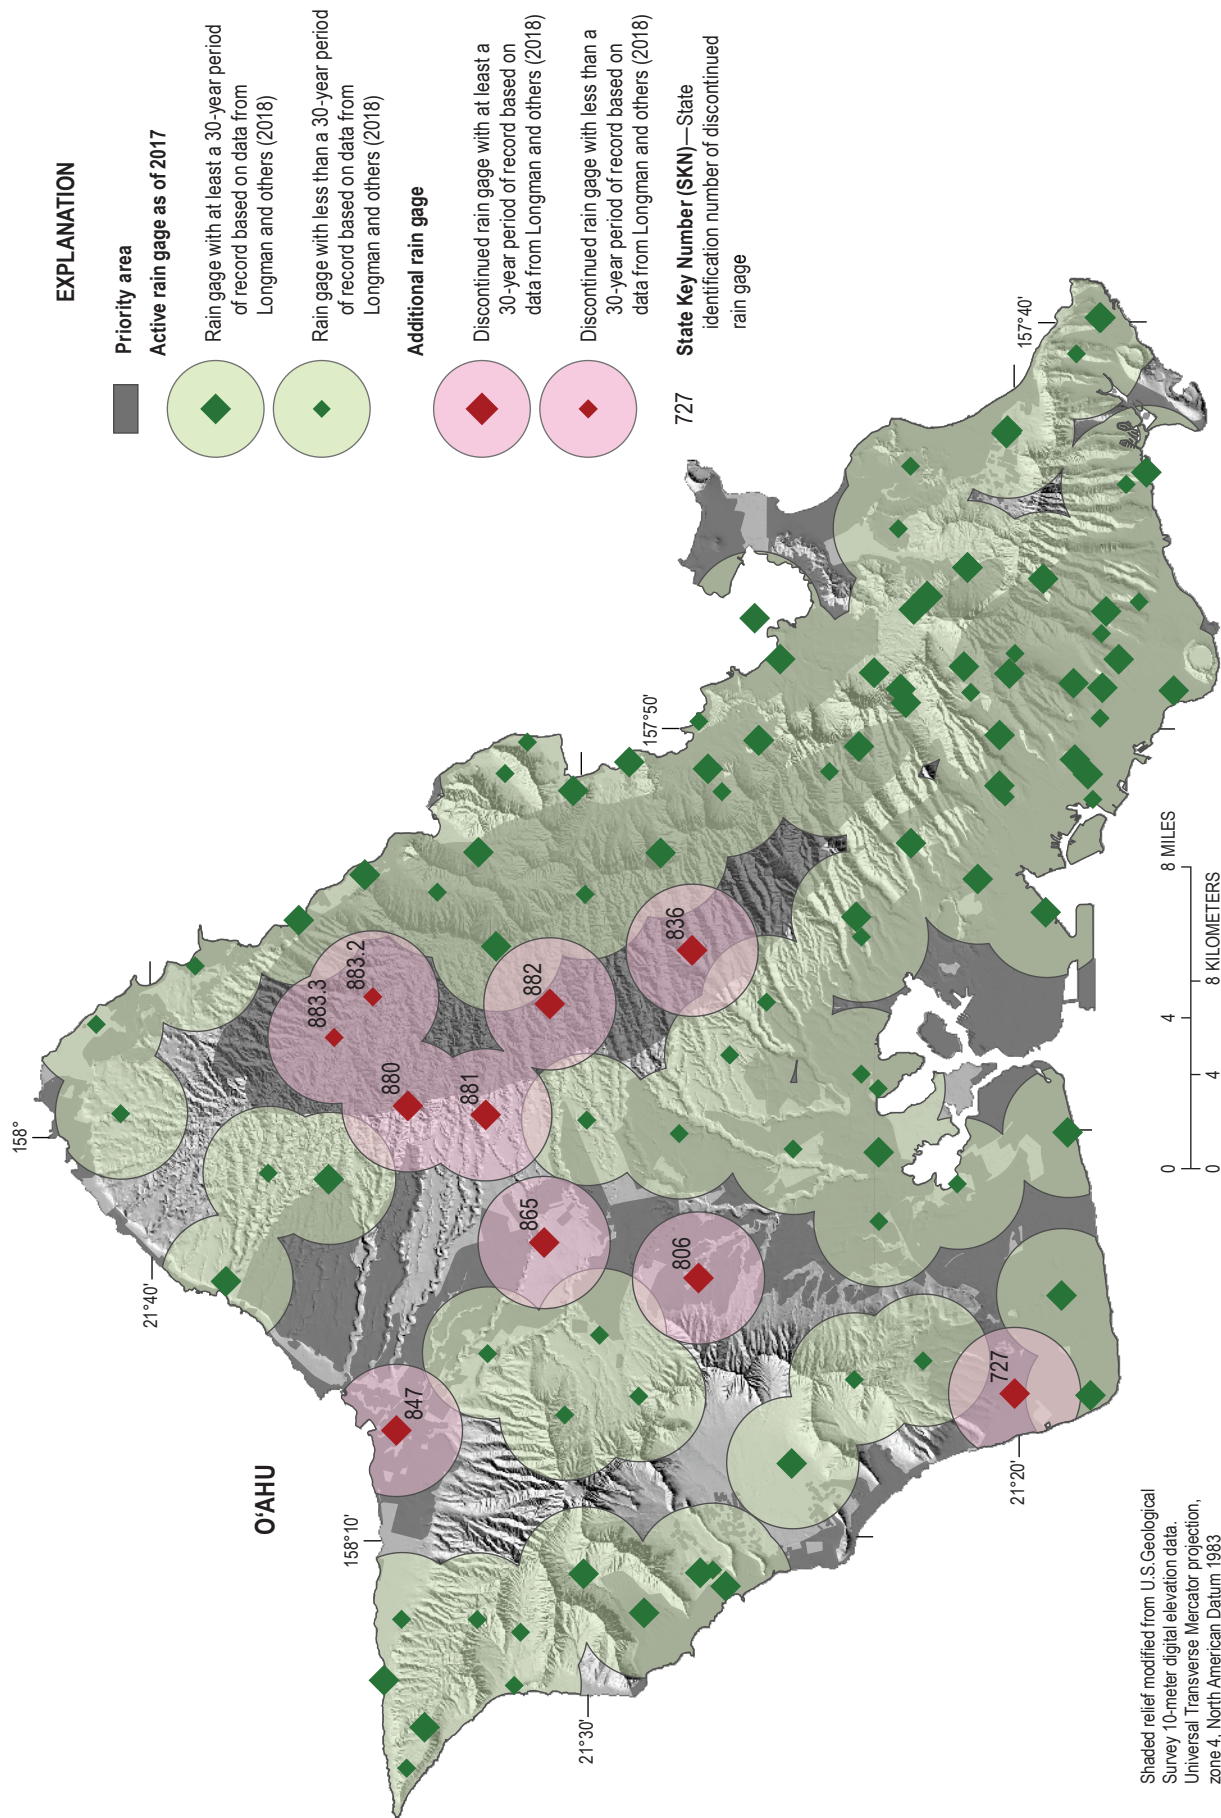 EXPLANATION
Priority area
Active rain gage as of 2017
Rain gage with at least a 30-year period
of record based on data from
Longman and others (2018)
Rain gage with less than a 30-year period
of record based on data from
Longman and others (2018)
Additional rain gage
Discontinued rain gage with at least a
30-year period of record based on
data from Longman and others (2018)
Discontinued rain gage with less than a
30-year period of record based on
data from Longman and others (2018)
727
State Key Number (SKN)—State
identification number of discontinued
rain gage
OʻAHU
158°10'
158°
157°50'
157°40'
21°40'
21°30'
21°20'
847
865
806
727
880
881
883.3
883.2
882
836
0
4
8 MILES
0
4
8 KILOMETERS
Shaded relief modified from U.S.Geological
Survey 10-meter digital elevation data.
Universal Transverse Mercator projection,
zone 4, North American Datum 1983